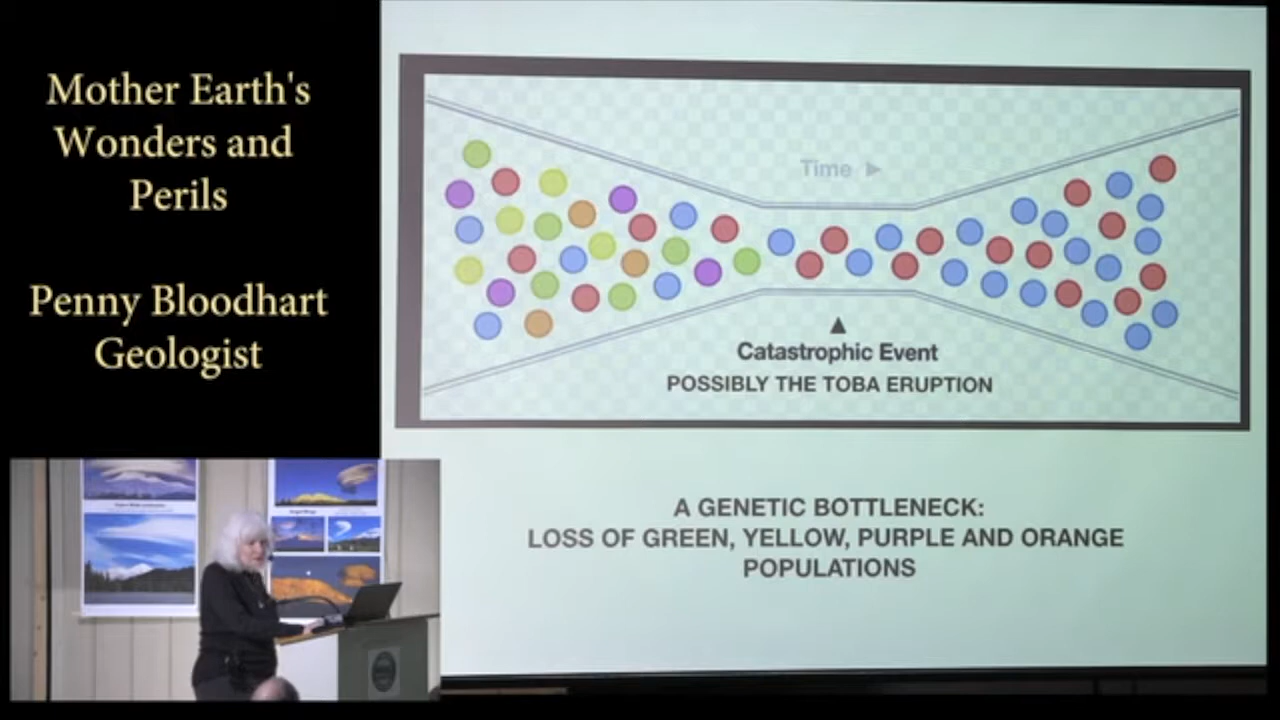 Mother Earth's
Wonders and
Perils
Penny Bloodhart
Geologist
Time ►
Catastrophic Event
POSSIBLY THE TOBA ERUPTION
A GENETIC BOTTLENECK:
LOSS OF GREEN, YELLOW, PURPLE AND ORANGE
POPULATIONS